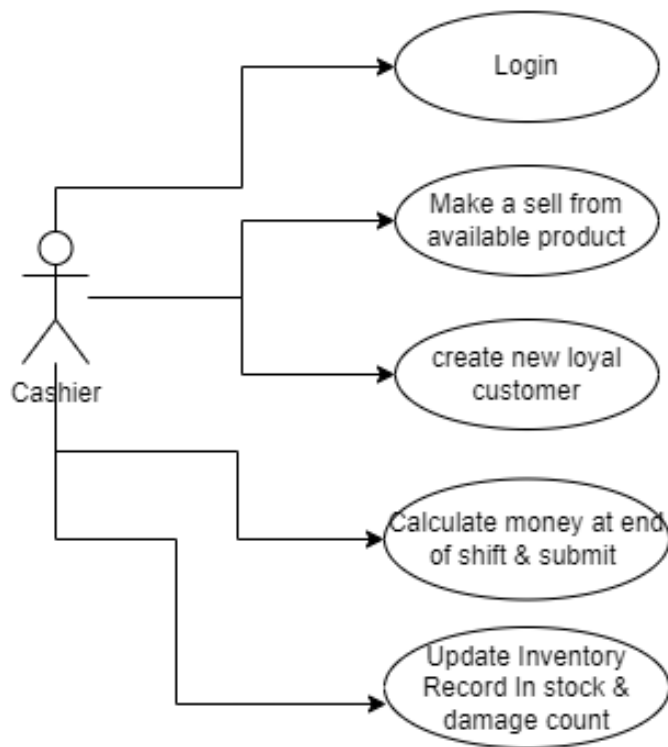 Login
Make a sell from
available product
create new loyal
customer
Cashier
Calculate money at end
of shift & submit
Update Inventory
Record In stock &
damage count